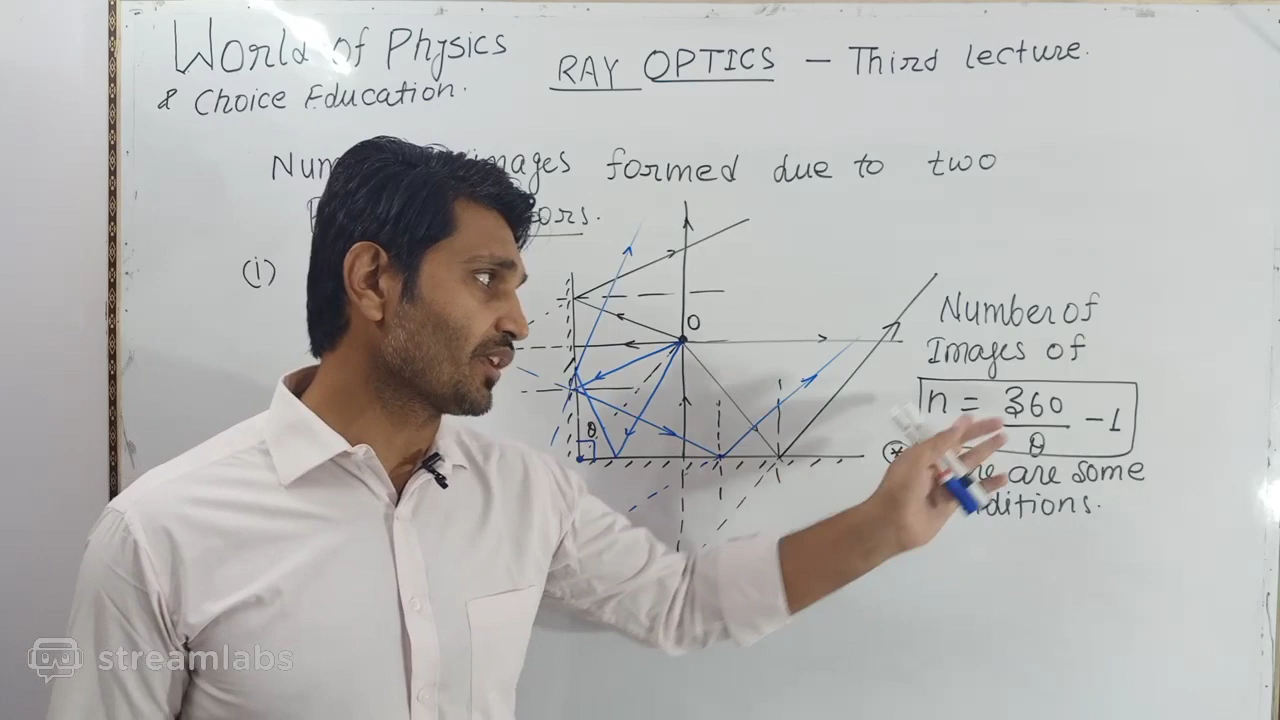 World of Physics
& Choice Education.
RAY OPTICS – Third lecture.
images formed due to two
(i)
O
θ
Number of
Images of
n = 360/θ – 1
are some
streamlabs